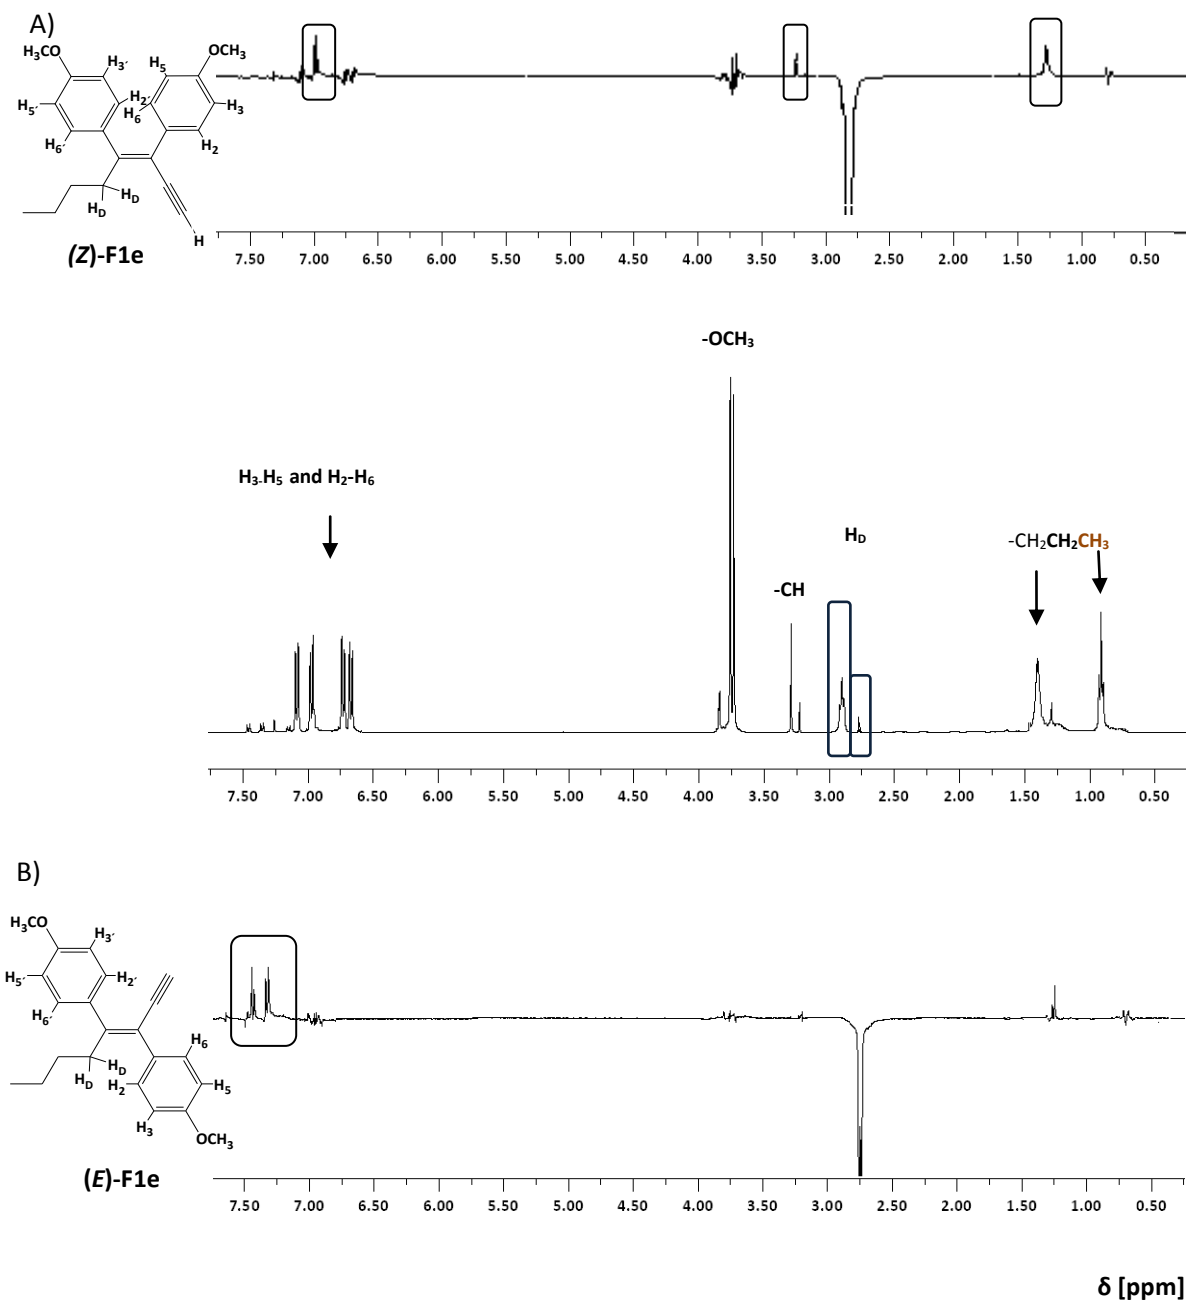 A)
H₃CO
OCH₃
H₃′
H₅
H₅′
H₂′
H₆
H₃
H₆′
H₂
H_D
H_D
H
(Z)-F1e
7.50 7.00 6.50 6.00 5.50 5.00 4.50 4.00 3.50 3.00 2.50 2.00 1.50 1.00 0.50
-OCH₃
H₃-H₅ and H₂-H₆
H_D
-CH₂CH₂CH₃
-CH
7.50 7.00 6.50 6.00 5.50 5.00 4.50 4.00 3.50 3.00 2.50 2.00 1.50 1.00 0.50
B)
H₃CO
H₃′
H₅′
H₂′
H₆′
H₆
H_D
H_D
H₂
H₅
H₃
OCH₃
(E)-F1e
7.50 7.00 6.50 6.00 5.50 5.00 4.50 4.00 3.50 3.00 2.50 2.00 1.50 1.00 0.50
δ [ppm]